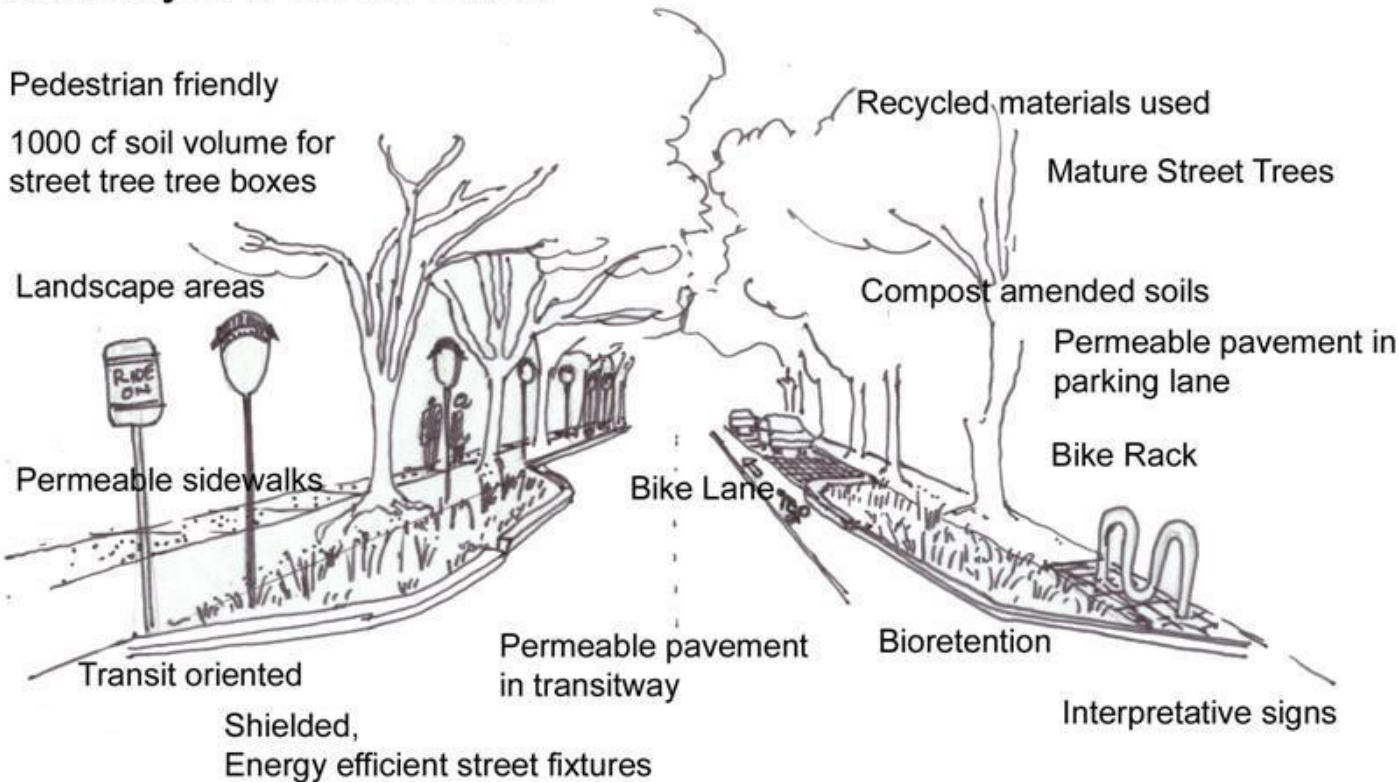 Pedestrian friendly
1000 cf soil volume for
street tree tree boxes
Recycled materials used
Mature Street Trees
Landscape areas
Compost amended soils
RIDE
ON
Permeable pavement in
parking lane
Permeable sidewalks
Bike Lane
Bike Rack
Transit oriented
Permeable pavement
in transitway
Bioretention
Shielded,
Energy efficient street fixtures
Interpretative signs